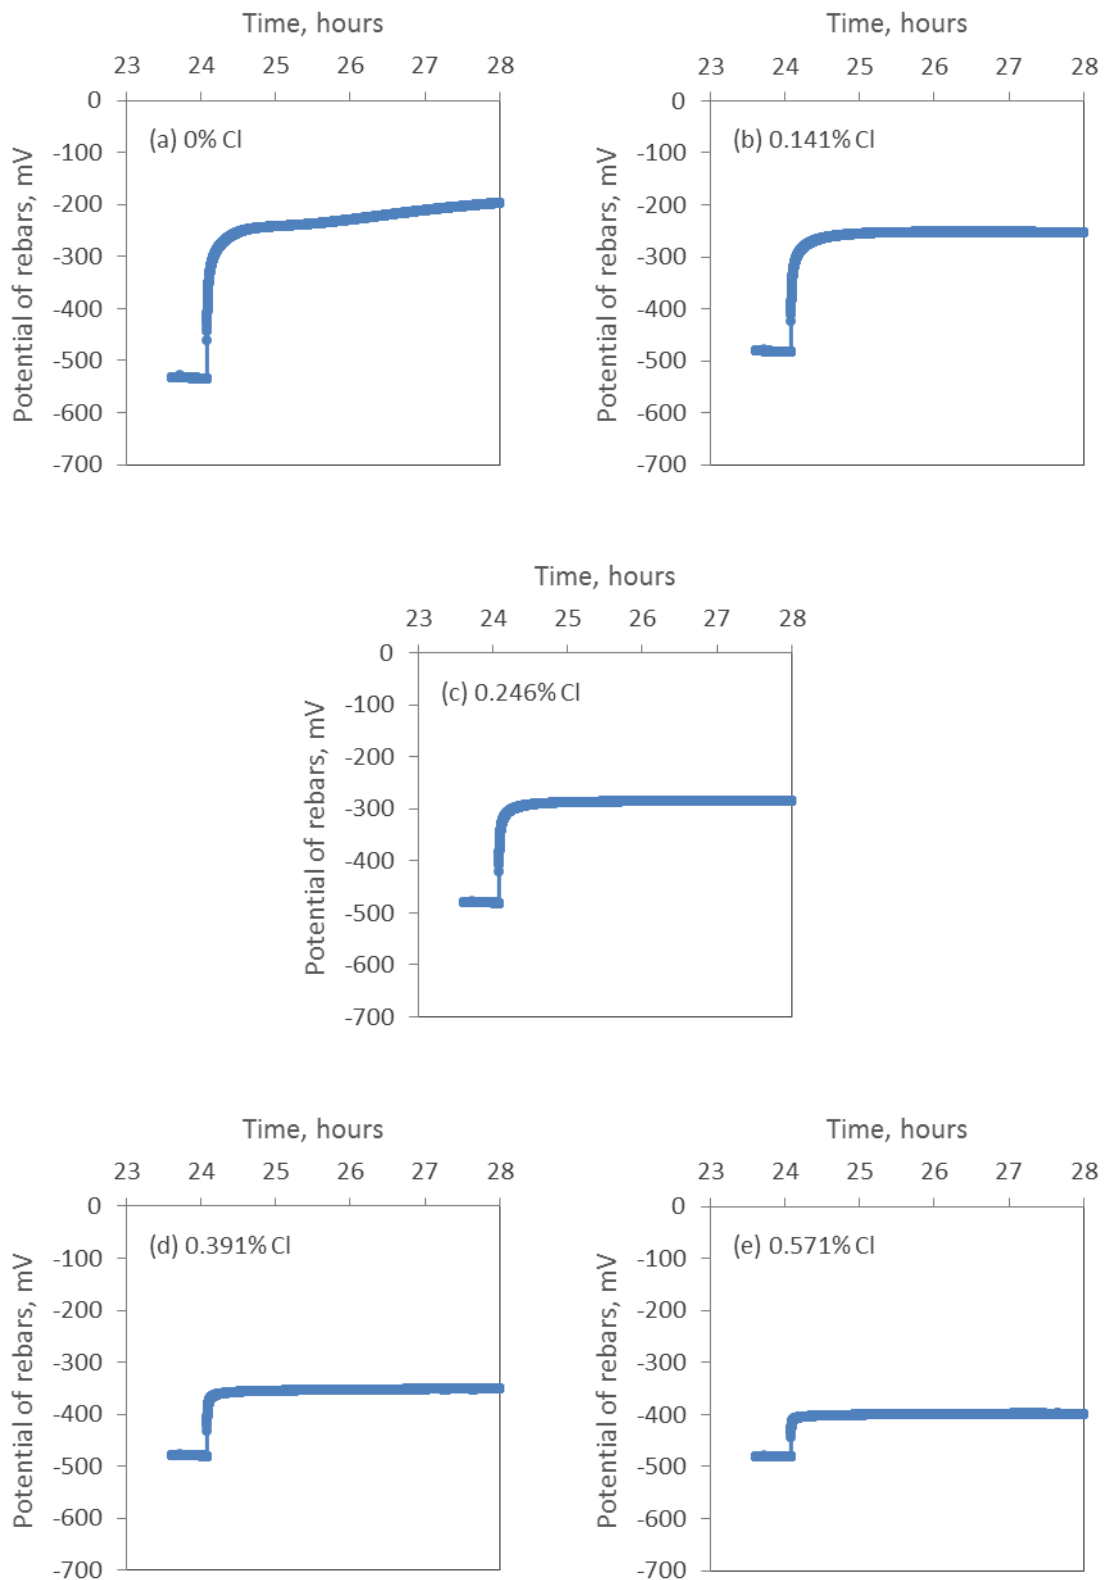 Time, hours
23 24 25 26 27 28
0
-100
-200
-300
-400
-500
-600
-700
Potential of rebars, mV
(a) 0% Cl
Time, hours
23 24 25 26 27 28
0
-100
-200
-300
-400
-500
-600
-700
Potential of rebars, mV
(b) 0.141% Cl
Time, hours
23 24 25 26 27 28
0
-100
-200
-300
-400
-500
-600
-700
Potential of rebars, mV
(c) 0.246% Cl
Time, hours
23 24 25 26 27 28
0
-100
-200
-300
-400
-500
-600
-700
Potential of rebars, mV
(d) 0.391% Cl
Time, hours
23 24 25 26 27 28
0
-100
-200
-300
-400
-500
-600
-700
Potential of rebars, mV
(e) 0.571% Cl